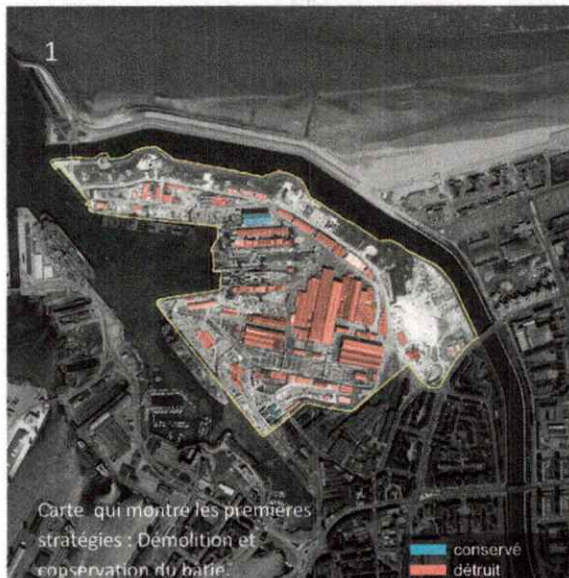 1
Carte qui montre les premières
stratégies : Démolition et
conservation du batie.
conservé
détruit